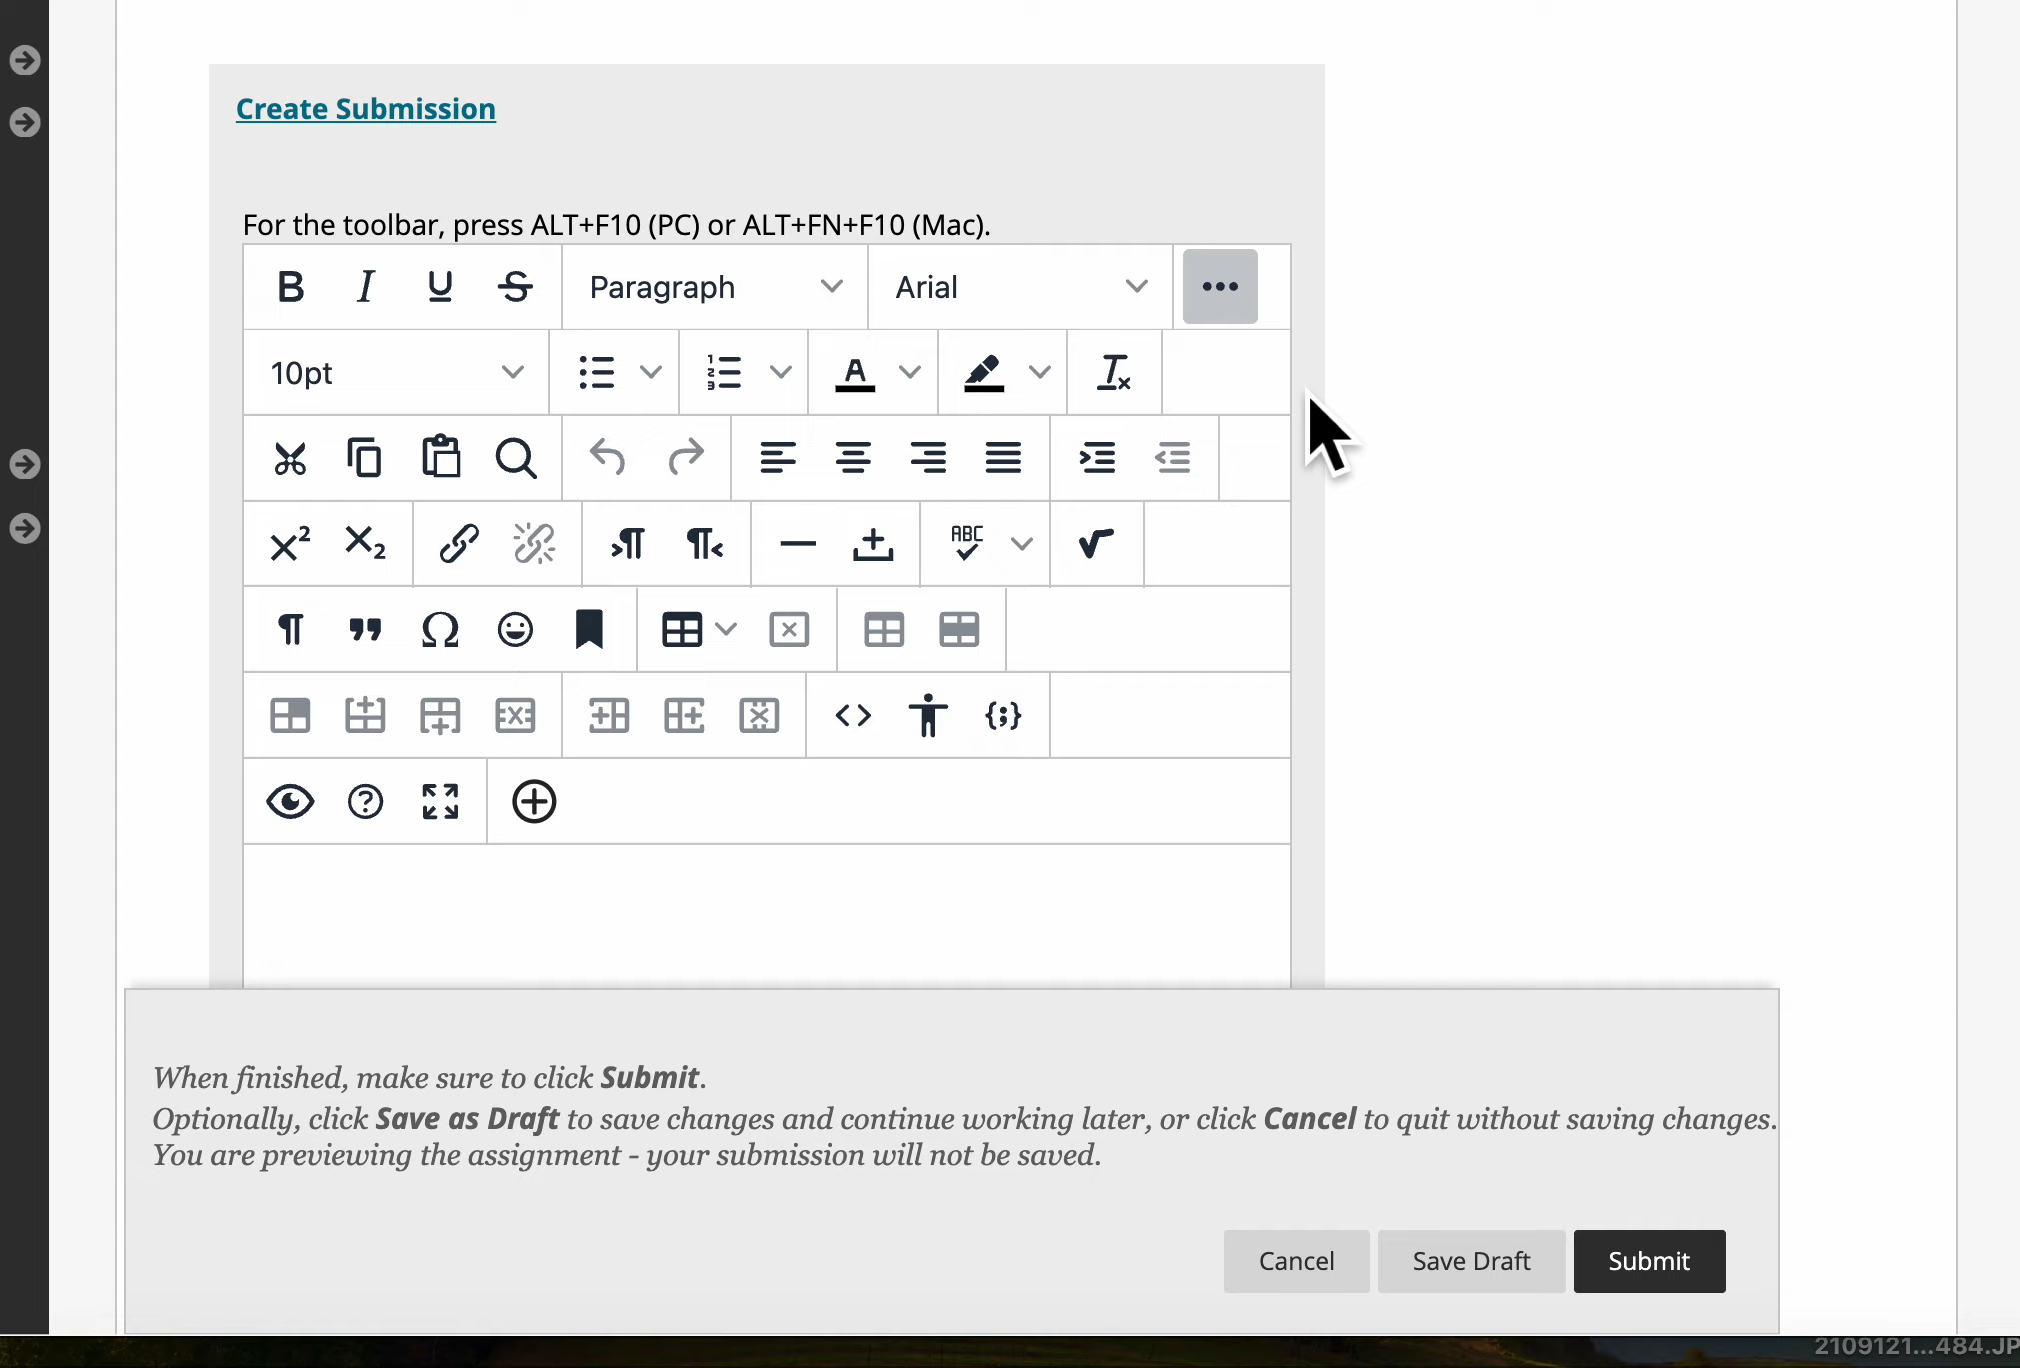 Create Submission
For the toolbar, press ALT+F10 (PC) or ALT+FN+F10 (Mac).
B I U S Paragraph Arial
10pt A
ABC
When finished, make sure to click Submit.
Optionally, click Save as Draft to save changes and continue working later, or click Cancel to quit without saving changes.
You are previewing the assignment - your submission will not be saved.
Cancel Save Draft Submit
2109121...484.JP